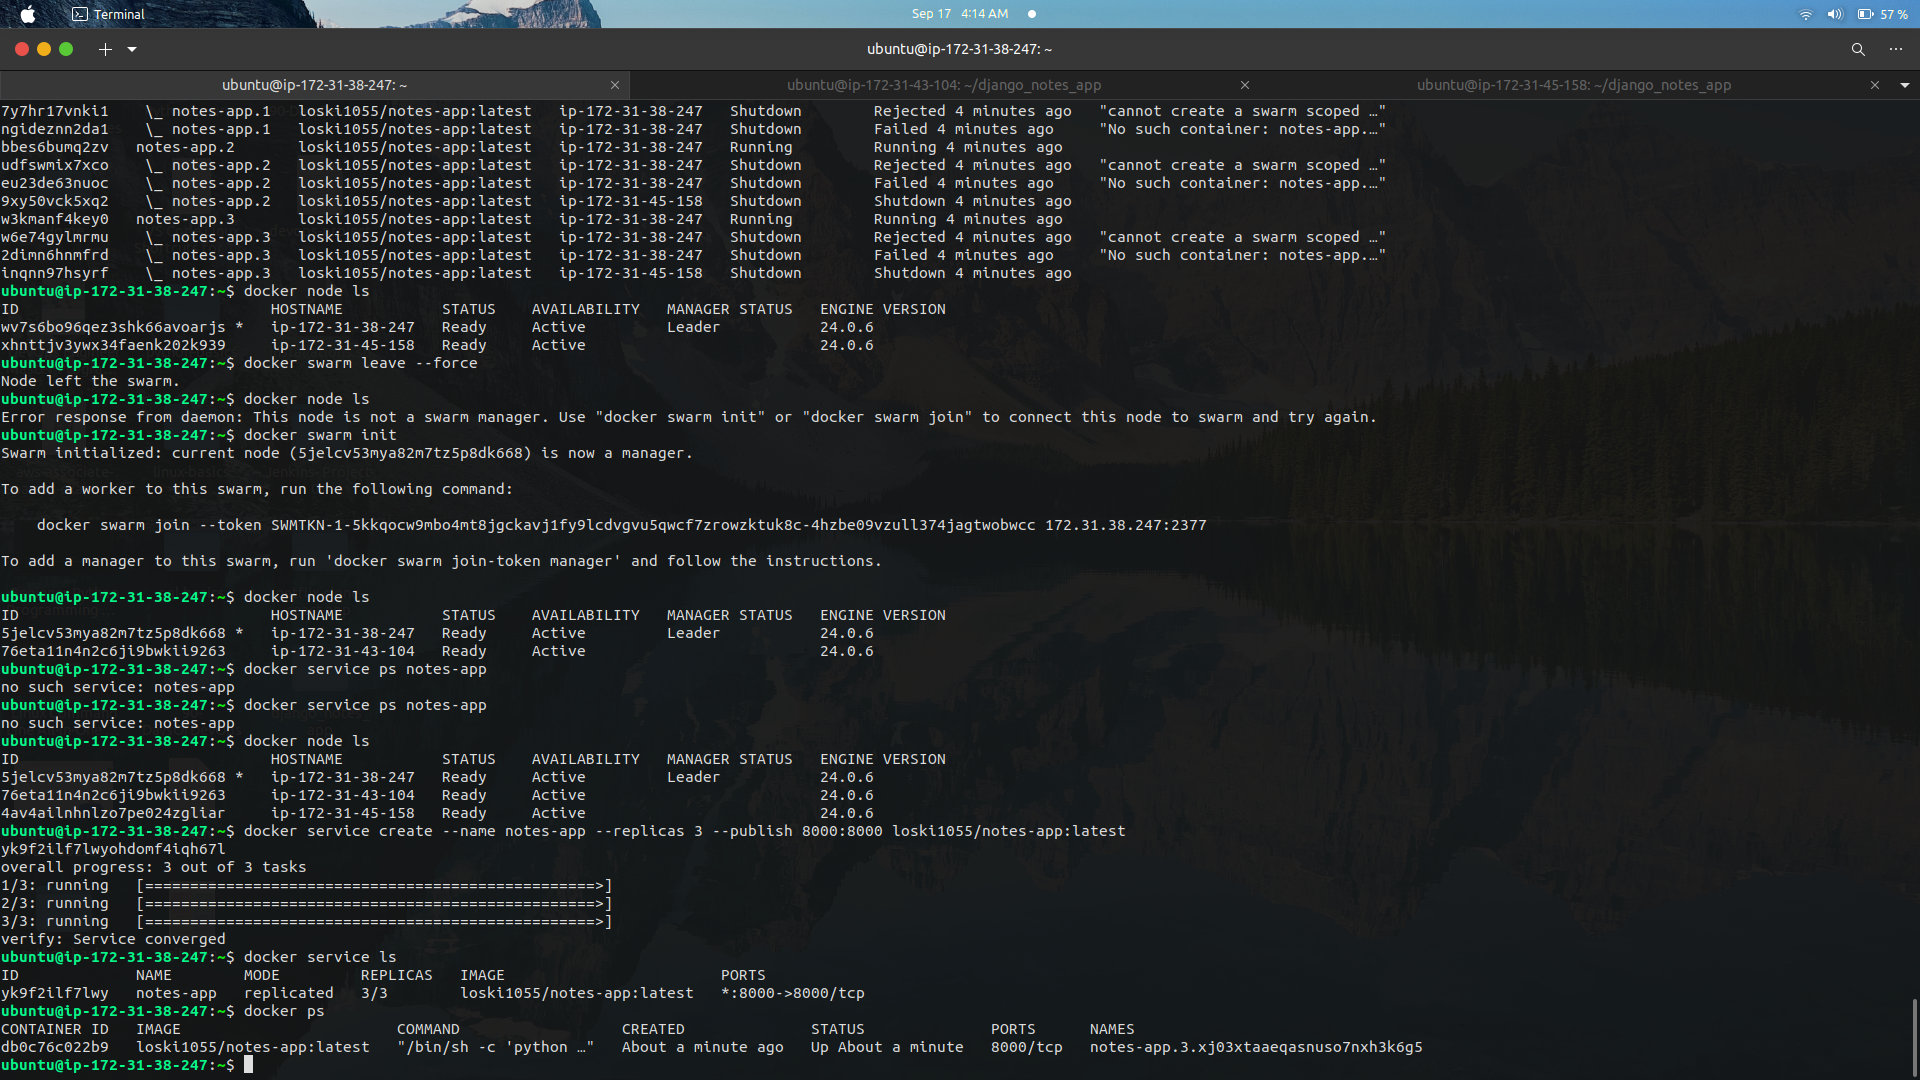 Terminal
Sep 17 4:14 AM
57 %
ubuntu@ip-172-31-38-247: ~
ubuntu@ip-172-31-38-247: ~
ubuntu@ip-172-31-43-104: ~/django_notes_app
ubuntu@ip-172-31-45-158: ~/django_notes_app
7y7hr17vnki1    \_ notes-app.1   loski1055/notes-app:latest   ip-172-31-38-247   Shutdown        Rejected 4 minutes ago   "cannot create a swarm scoped …"
ngideznn2da1    \_ notes-app.1   loski1055/notes-app:latest   ip-172-31-38-247   Shutdown        Failed 4 minutes ago     "No such container: notes-app.…"
bbes6bumq2zv   notes-app.2       loski1055/notes-app:latest   ip-172-31-38-247   Running         Running 4 minutes ago
udfswmix7xco    \_ notes-app.2   loski1055/notes-app:latest   ip-172-31-38-247   Shutdown        Rejected 4 minutes ago   "cannot create a swarm scoped …"
eu23de63nuoc    \_ notes-app.2   loski1055/notes-app:latest   ip-172-31-38-247   Shutdown        Failed 4 minutes ago     "No such container: notes-app.…"
9xy50vck5xq2    \_ notes-app.2   loski1055/notes-app:latest   ip-172-31-45-158   Shutdown        Shutdown 4 minutes ago
w3kmanf4key0   notes-app.3       loski1055/notes-app:latest   ip-172-31-38-247   Running         Running 4 minutes ago
w6e74gylmrmu    \_ notes-app.3   loski1055/notes-app:latest   ip-172-31-38-247   Shutdown        Rejected 4 minutes ago   "cannot create a swarm scoped …"
2dimn6hnmfrd    \_ notes-app.3   loski1055/notes-app:latest   ip-172-31-38-247   Shutdown        Failed 4 minutes ago     "No such container: notes-app.…"
inqnn97hsyrf    \_ notes-app.3   loski1055/notes-app:latest   ip-172-31-45-158   Shutdown        Shutdown 4 minutes ago
ubuntu@ip-172-31-38-247:~$ docker node ls
ID                            HOSTNAME           STATUS    AVAILABILITY   MANAGER STATUS   ENGINE VERSION
wv7s6bo96qez3shk66avoarjs *   ip-172-31-38-247   Ready     Active         Leader           24.0.6
xhnttjv3ywx34faenk202k939     ip-172-31-45-158   Ready     Active                          24.0.6
ubuntu@ip-172-31-38-247:~$ docker swarm leave --force
Node left the swarm.
ubuntu@ip-172-31-38-247:~$ docker node ls
Error response from daemon: This node is not a swarm manager. Use "docker swarm init" or "docker swarm join" to connect this node to swarm and try again.
ubuntu@ip-172-31-38-247:~$ docker swarm init
Swarm initialized: current node (5jelcv53mya82m7tz5p8dk668) is now a manager.
To add a worker to this swarm, run the following command:
docker swarm join --token SWMTKN-1-5kkqocw9mbo4mt8jgckavj1fy9lcdvgvu5qwcf7zrowzktuk8c-4hzbe09vzull374jagtwobwcc 172.31.38.247:2377
To add a manager to this swarm, run 'docker swarm join-token manager' and follow the instructions.
ubuntu@ip-172-31-38-247:~$ docker node ls
ID                            HOSTNAME           STATUS    AVAILABILITY   MANAGER STATUS   ENGINE VERSION
5jelcv53mya82m7tz5p8dk668 *   ip-172-31-38-247   Ready     Active         Leader           24.0.6
76eta11n4n2c6ji9bwkii9263     ip-172-31-43-104   Ready     Active                          24.0.6
ubuntu@ip-172-31-38-247:~$ docker service ps notes-app
no such service: notes-app
ubuntu@ip-172-31-38-247:~$ docker service ps notes-app
no such service: notes-app
ubuntu@ip-172-31-38-247:~$ docker node ls
ID                            HOSTNAME           STATUS    AVAILABILITY   MANAGER STATUS   ENGINE VERSION
5jelcv53mya82m7tz5p8dk668 *   ip-172-31-38-247   Ready     Active         Leader           24.0.6
76eta11n4n2c6ji9bwkii9263     ip-172-31-43-104   Ready     Active                          24.0.6
4av4ailnhnlzo7pe024zgliar     ip-172-31-45-158   Ready     Active                          24.0.6
ubuntu@ip-172-31-38-247:~$ docker service create --name notes-app --replicas 3 --publish 8000:8000 loski1055/notes-app:latest
yk9f2ilf7lwyohdomf4iqh67l
overall progress: 3 out of 3 tasks
1/3: running   [==================================================>]
2/3: running   [==================================================>]
3/3: running   [==================================================>]
verify: Service converged
ubuntu@ip-172-31-38-247:~$ docker service ls
ID             NAME        MODE         REPLICAS   IMAGE                        PORTS
yk9f2ilf7lwy   notes-app   replicated   3/3        loski1055/notes-app:latest   *:8000->8000/tcp
ubuntu@ip-172-31-38-247:~$ docker ps
CONTAINER ID   IMAGE                        COMMAND                  CREATED              STATUS              PORTS      NAMES
db0c76c022b9   loski1055/notes-app:latest   "/bin/sh -c 'python …"   About a minute ago   Up About a minute   8000/tcp   notes-app.3.xj03xtaaeqasnuso7nxh3k6g5
ubuntu@ip-172-31-38-247:~$